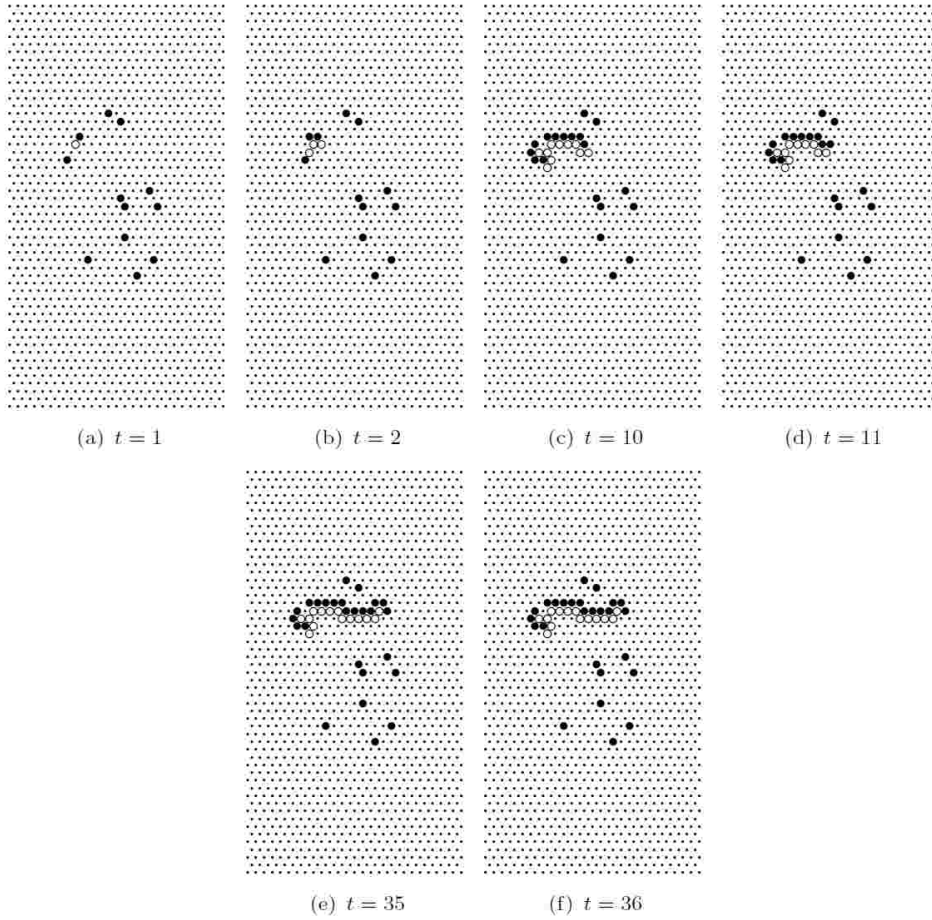 (a) t = 1
(b) t = 2
(c) t = 10
(d) t = 11
(e) t = 35
(f) t = 36